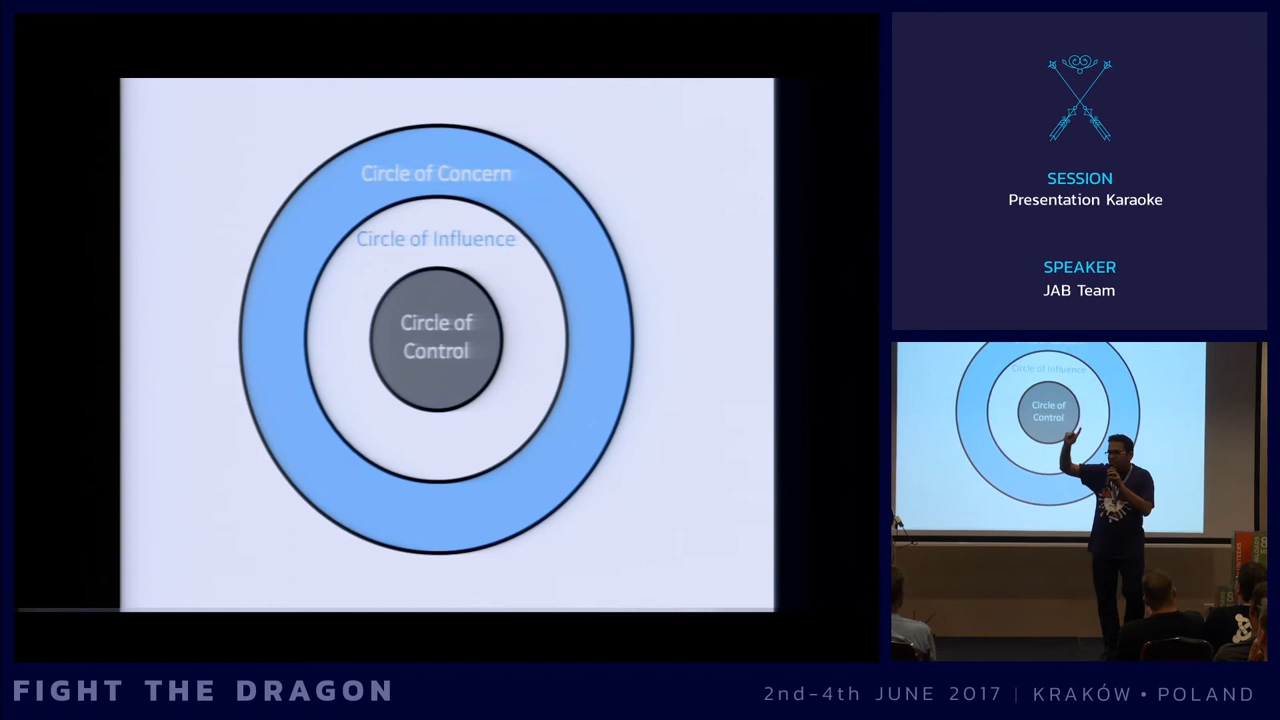 Circle of Concern
Circle of Influence
Circle of
Control
SESSION
Presentation Karaoke
SPEAKER
JAB Team
Circle of Influence
Circle of
Control
FIGHT THE DRAGON
2nd-4th JUNE 2017 | KRAKÓW • POLAND